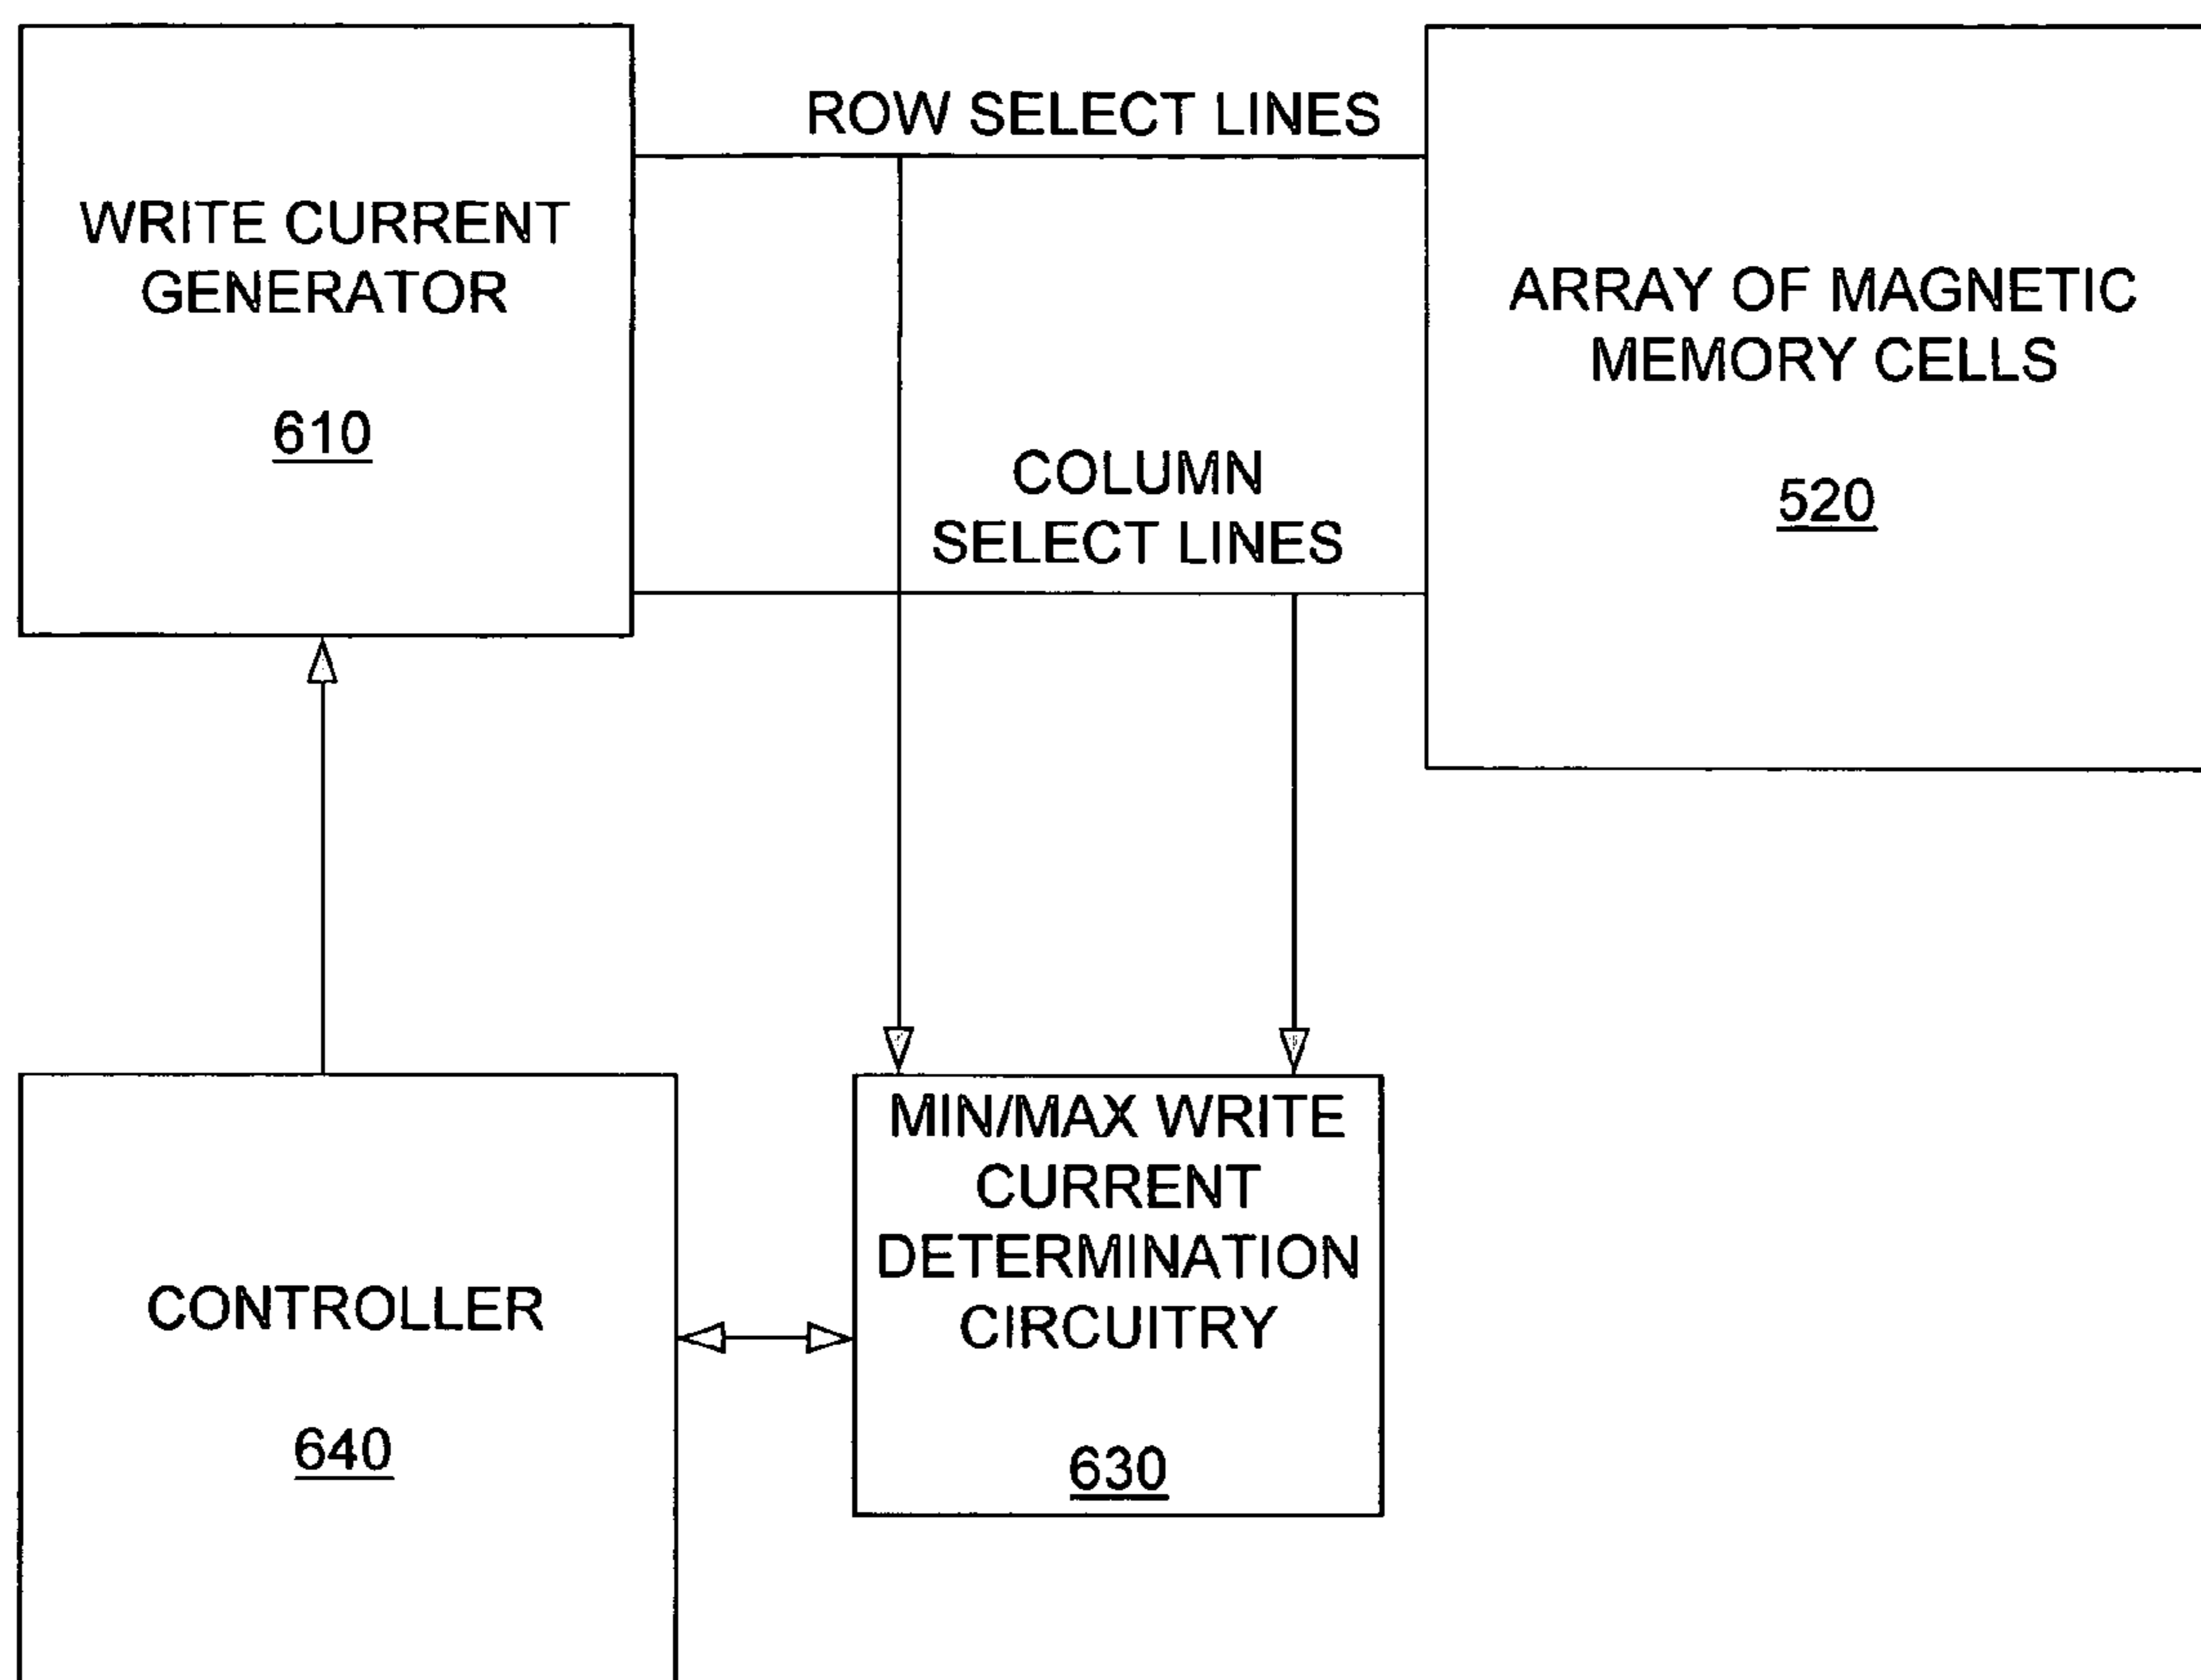 ROW SELECT LINES
WRITE CURRENT
GENERATOR
610
ARRAY OF MAGNETIC
MEMORY CELLS
520
COLUMN
SELECT LINES
CONTROLLER
640
MIN/MAX WRITE
CURRENT
DETERMINATION
CIRCUITRY
630